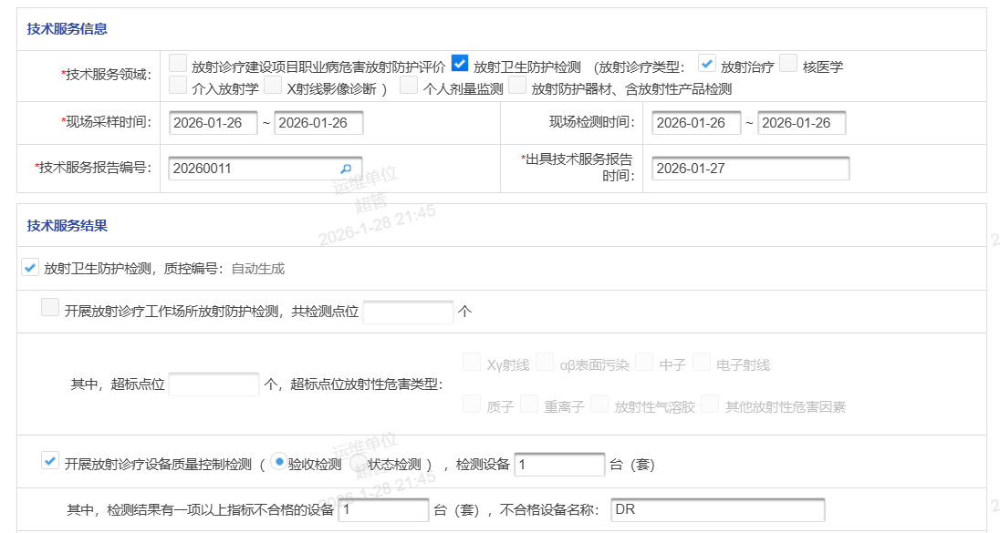 技术服务信息
*技术服务领域: 放射诊疗建设项目职业病危害放射防护评价 放射卫生防护检测 (放射诊疗类型: 放射治疗 核医学
介入放射学 X射线影像诊断 ) 个人剂量监测 放射防护器材、含放射性产品检测
*现场采样时间: 2026-01-26 ~ 2026-01-26 现场检测时间: 2026-01-26 ~ 2026-01-26
*技术服务报告编号: 20260011 *出具技术服务报告
时间: 2026-01-27
运维单位
超管
2026-1-28 21:45
技术服务结果
放射卫生防护检测,质控编号: 自动生成
开展放射诊疗工作场所放射防护检测,共检测点位 个
其中,超标点位 个,超标点位放射性危害类型: Xγ射线 αβ表面污染 中子 电子射线
质子 重离子 放射性气溶胶 其他放射性危害因素
运维单位
开展放射诊疗设备质量控制检测 ( 验收检测 状态检测 ) ,检测设备 1 台(套)
超管
2026-1-28 21:45
其中,检测结果有一项以上指标不合格的设备 1 台(套),不合格设备名称: DR
2
2